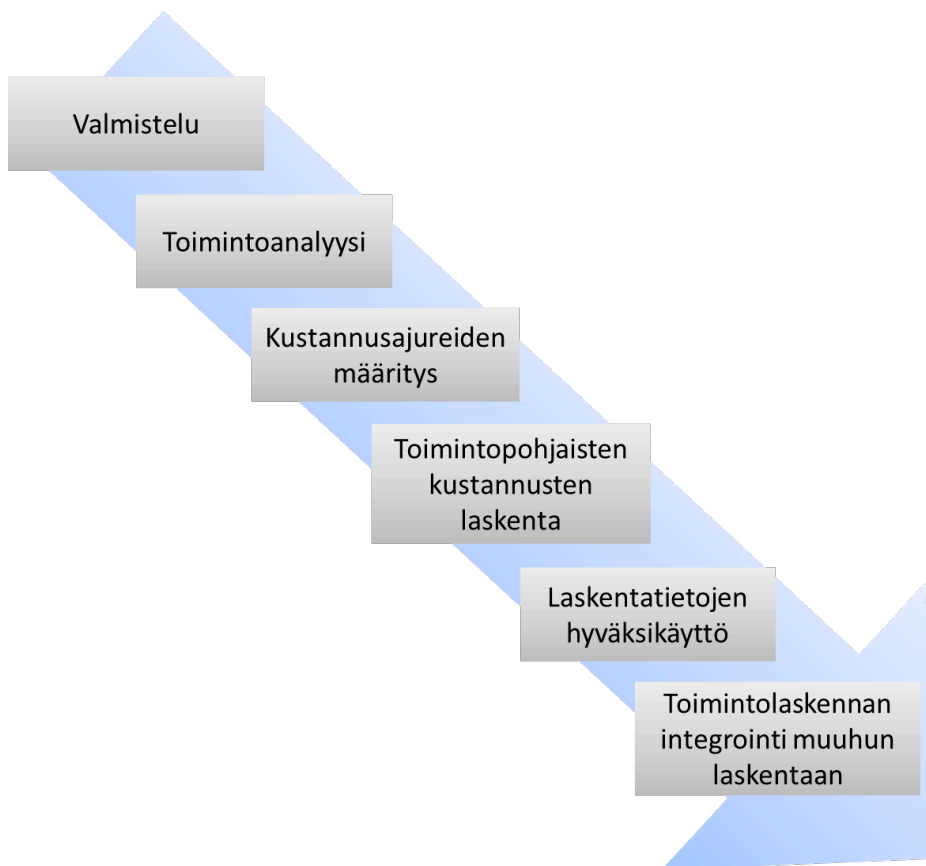 Valmistelu
Toimintoanalyysi
Kustannusajureiden
määritys
Toimintopohjaisten
kustannusten
laskenta
Laskentatietojen
hyväksikäyttö
Toimintolaskennan
integrointi muuhun
laskentaan